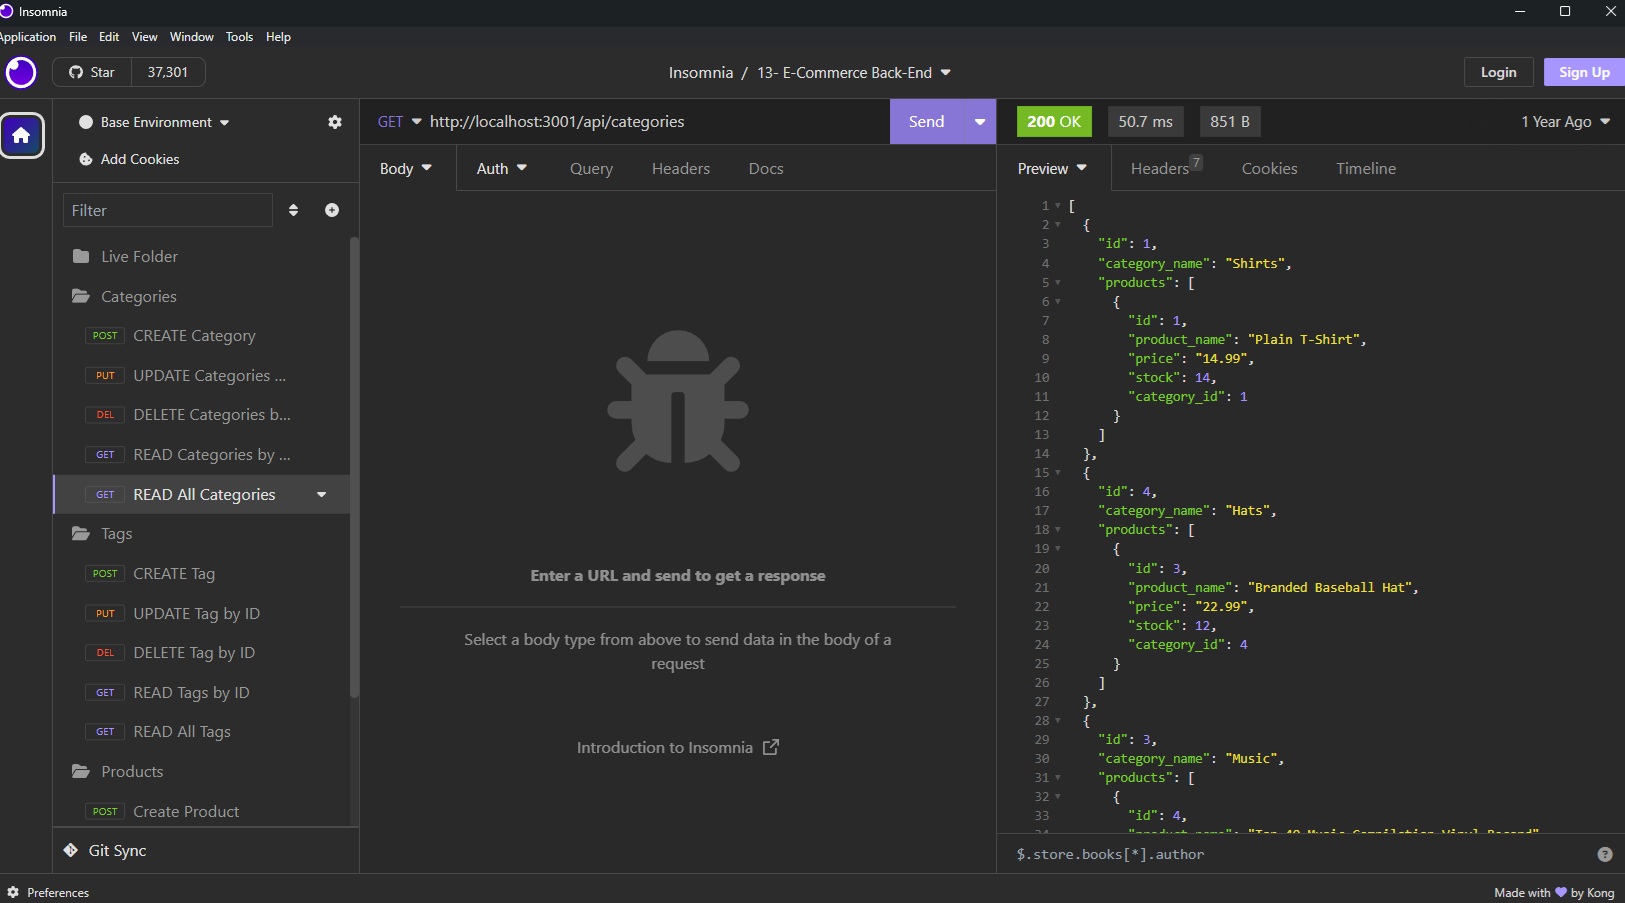 Insomnia
Application File Edit View Window Tools Help
Star 37,301
Insomnia / 13- E-Commerce Back-End
Login Sign Up
Base Environment
Add Cookies
Filter
Live Folder
Categories
POST CREATE Category
PUT UPDATE Categories ...
DEL DELETE Categories b...
GET READ Categories by ...
GET READ All Categories
Tags
POST CREATE Tag
PUT UPDATE Tag by ID
DEL DELETE Tag by ID
GET READ Tags by ID
GET READ All Tags
Products
POST Create Product
Git Sync
Preferences
GET http://localhost:3001/api/categories Send
Body Auth Query Headers Docs
Enter a URL and send to get a response
Select a body type from above to send data in the body of a
request
Introduction to Insomnia
200 OK 50.7 ms 851 B 1 Year Ago
Preview Headers 7 Cookies Timeline
1 [
2 {
3 "id": 1,
4 "category_name": "Shirts",
5 "products": [
6 {
7 "id": 1,
8 "product_name": "Plain T-Shirt",
9 "price": "14.99",
10 "stock": 14,
11 "category_id": 1
12 }
13 ]
14 },
15 {
16 "id": 4,
17 "category_name": "Hats",
18 "products": [
19 {
20 "id": 3,
21 "product_name": "Branded Baseball Hat",
22 "price": "22.99",
23 "stock": 12,
24 "category_id": 4
25 }
26 ]
27 },
28 {
29 "id": 3,
30 "category_name": "Music",
31 "products": [
32 {
33 "id": 4,
34 "product_name": "Top 40 Music Compilation Vinyl Record"
$.store.books[*].author
Made with by Kong